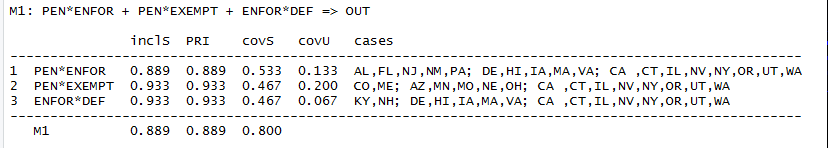 M1: PEN*ENFOR + PEN*EXEMPT + ENFOR*DEF => OUT
inclS PRI covS covU cases
-----------------------------------------------------------------------------------------
1 PEN*ENFOR 0.889 0.889 0.533 0.133 AL,FL,NJ,NM,PA; DE,HI,IA,MA,VA; CA ,CT,IL,NV,NY,OR,UT,WA
2 PEN*EXEMPT 0.933 0.933 0.467 0.200 CO,ME; AZ,MN,MO,NE,OH; CA ,CT,IL,NV,NY,OR,UT,WA
3 ENFOR*DEF 0.933 0.933 0.467 0.067 KY,NH; DE,HI,IA,MA,VA; CA ,CT,IL,NV,NY,OR,UT,WA
-----------------------------------------------------------------------------------------
M1 0.889 0.889 0.800